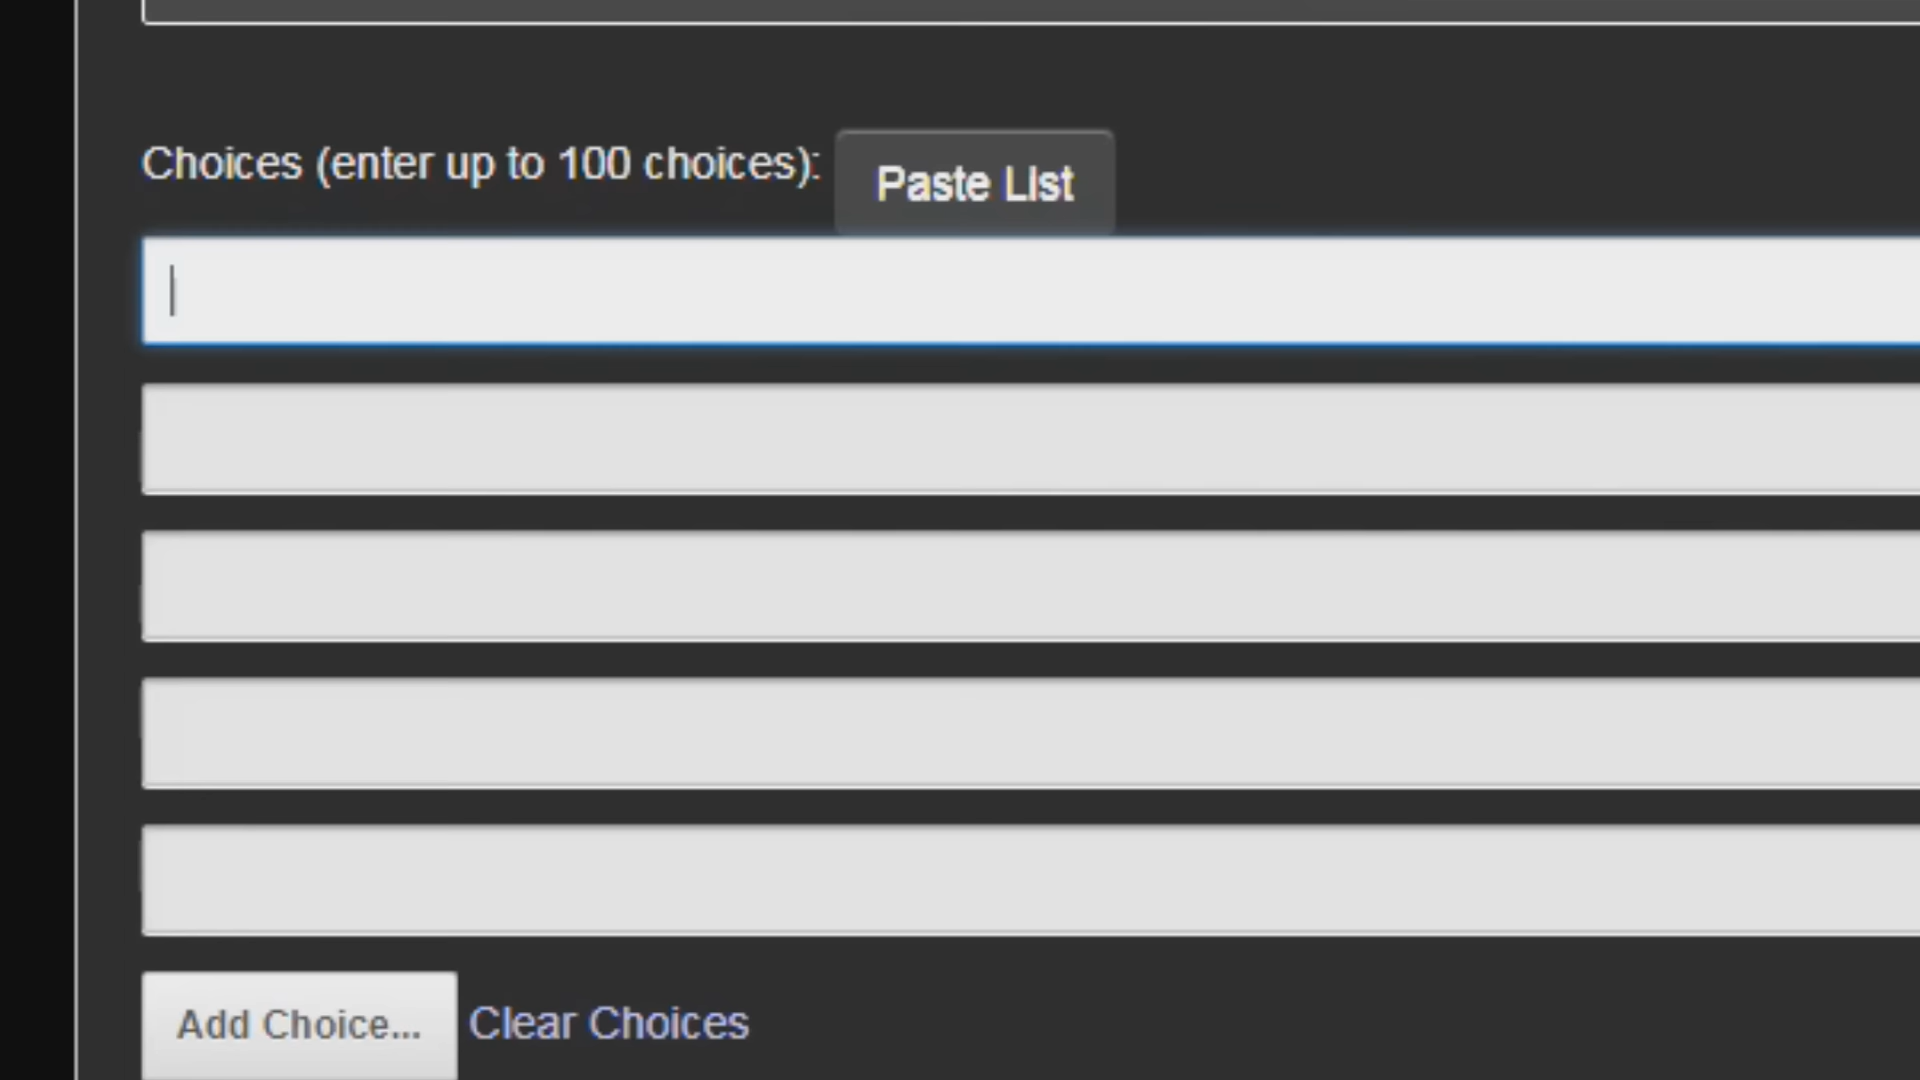 Choices (enter up to 100 choices): Paste List
Add Choice... Clear Choices